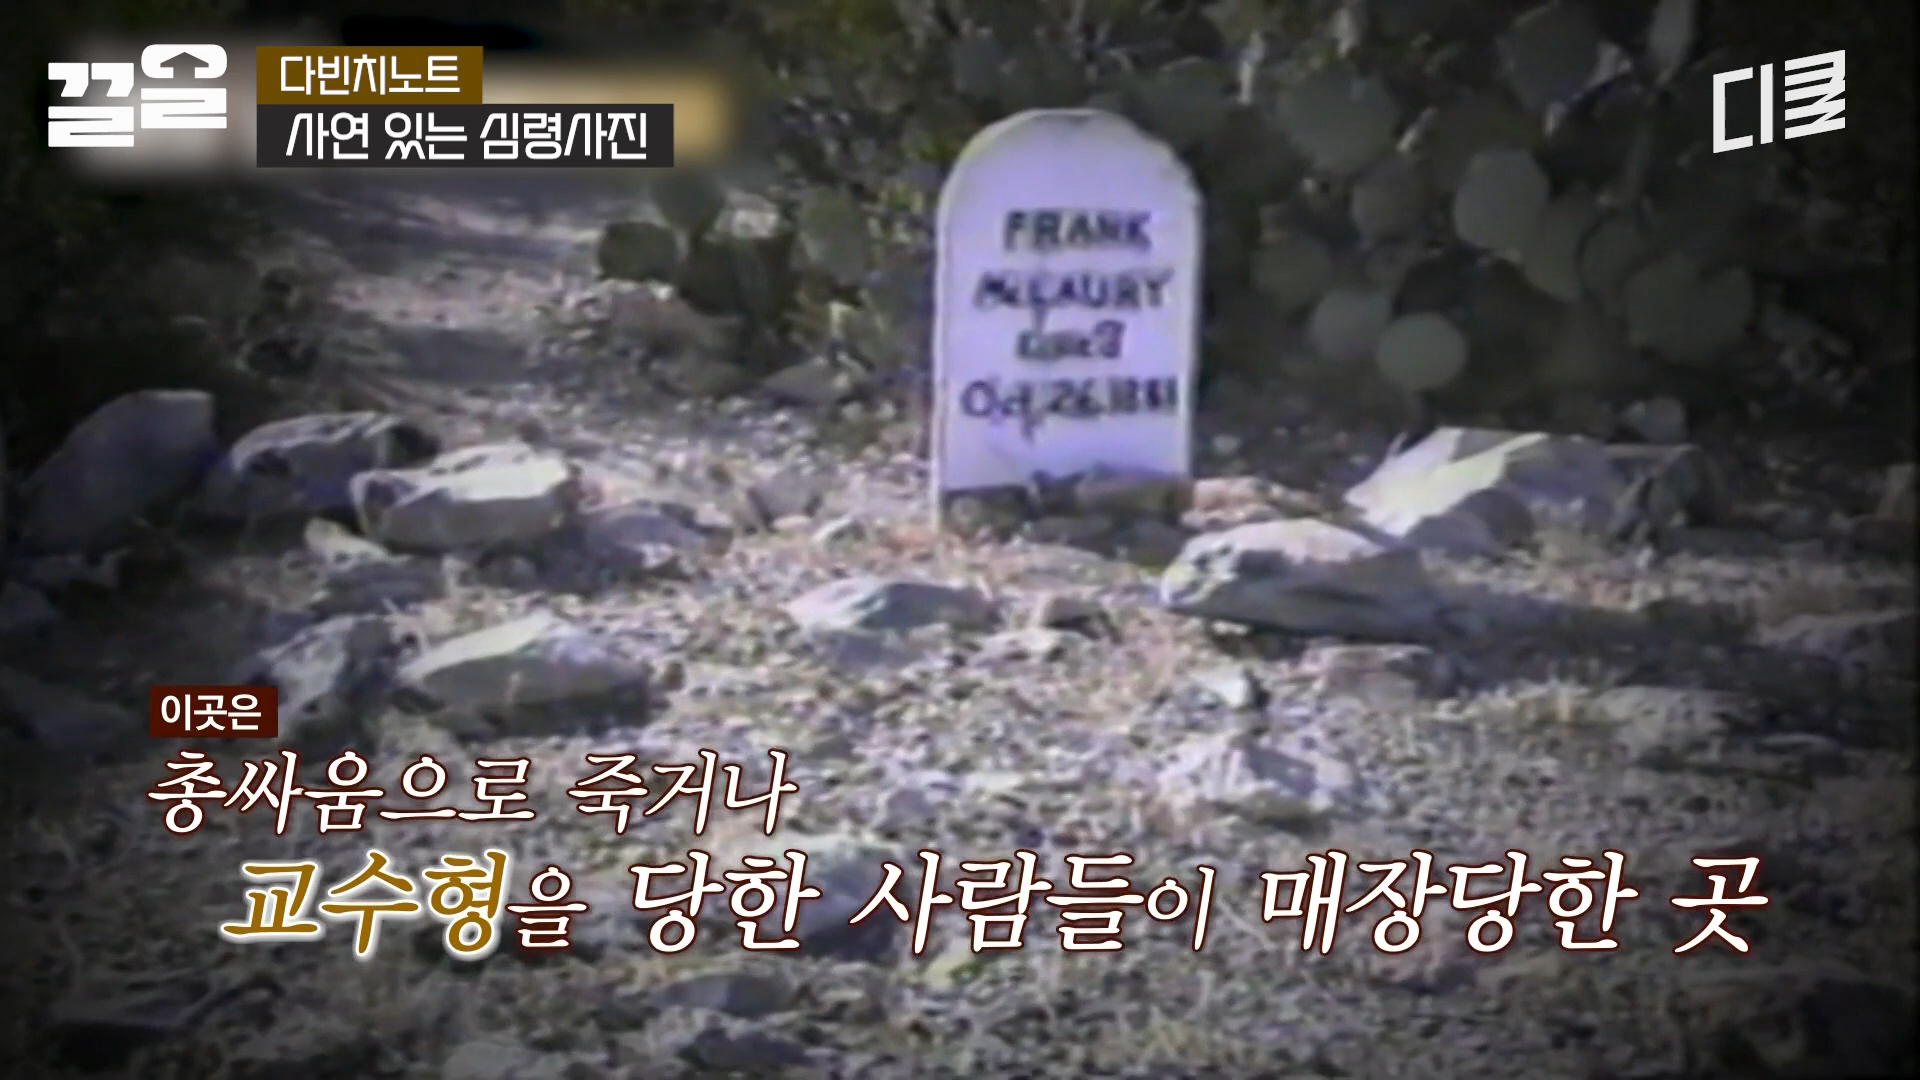 끌올
다빈치노트
사연 있는 심령사진
디글
FRANK
McLAURY
Oct, 26, 1881
이곳은
총싸움으로 죽거나
교수형을 당한 사람들이 매장당한 곳